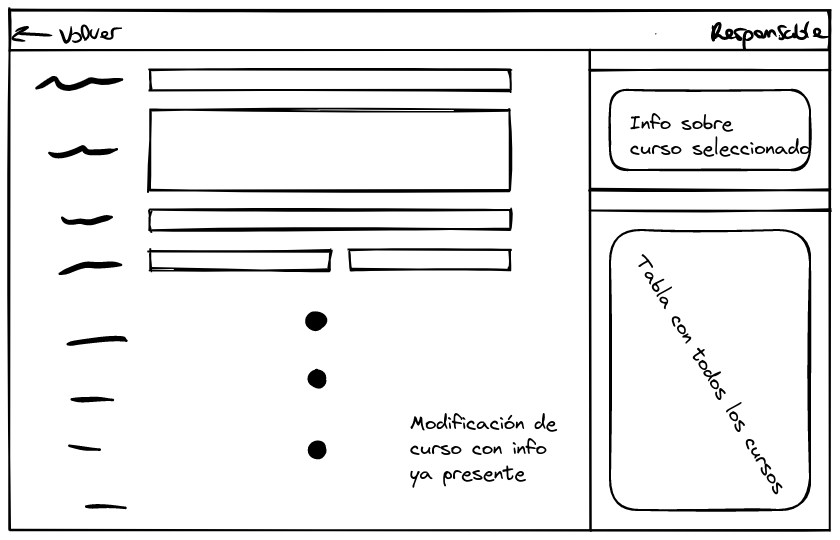 ← Volver
Responsable
Info sobre
curso seleccionado
Tabla con todos los cursos
Modificación de
curso con info
ya presente